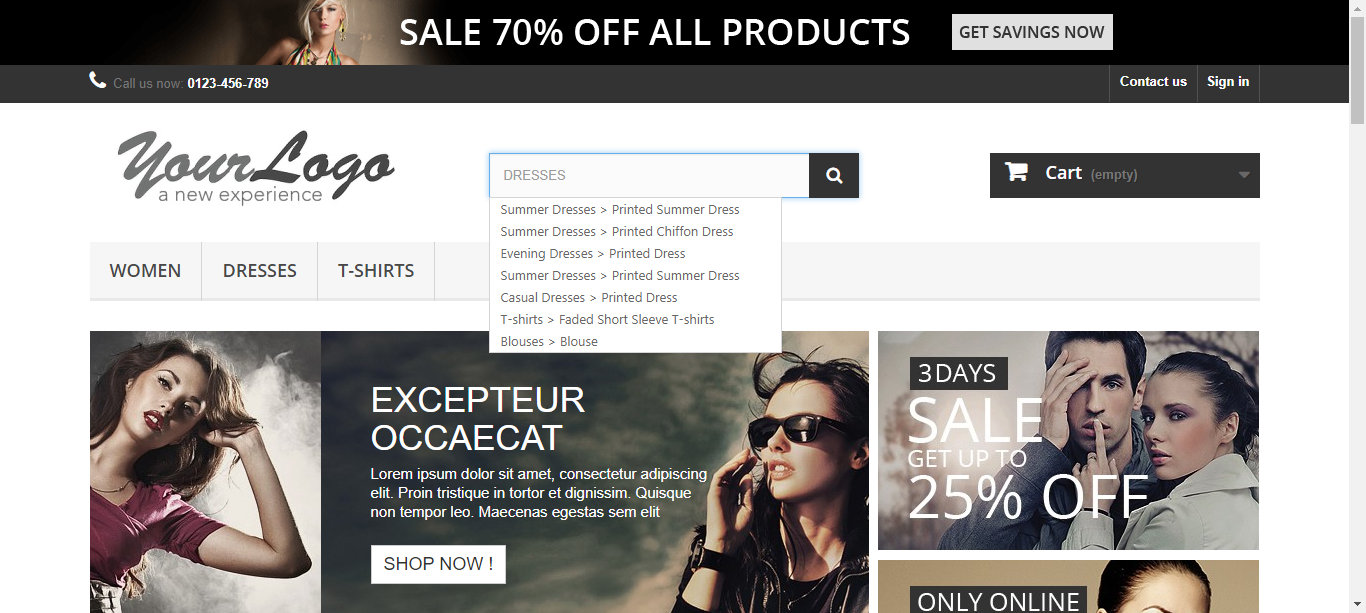 SALE 70% OFF ALL PRODUCTS
GET SAVINGS NOW
Call us now: 0123-456-789
Contact us
Sign in
YourLogo
a new experience
DRESSES
Cart (empty)
Summer Dresses > Printed Summer Dress
Summer Dresses > Printed Chiffon Dress
Evening Dresses > Printed Dress
Summer Dresses > Printed Summer Dress
Casual Dresses > Printed Dress
T-shirts > Faded Short Sleeve T-shirts
Blouses > Blouse
WOMEN
DRESSES
T-SHIRTS
EXCEPTEUR
OCCAECAT
Lorem ipsum dolor sit amet, consectetur adipiscing
elit. Proin tristique in tortor et dignissim. Quisque
non tempor leo. Maecenas egestas sem elit
SHOP NOW !
3 DAYS
SALE
GET UP TO
25% OFF
ONLY ONLINE